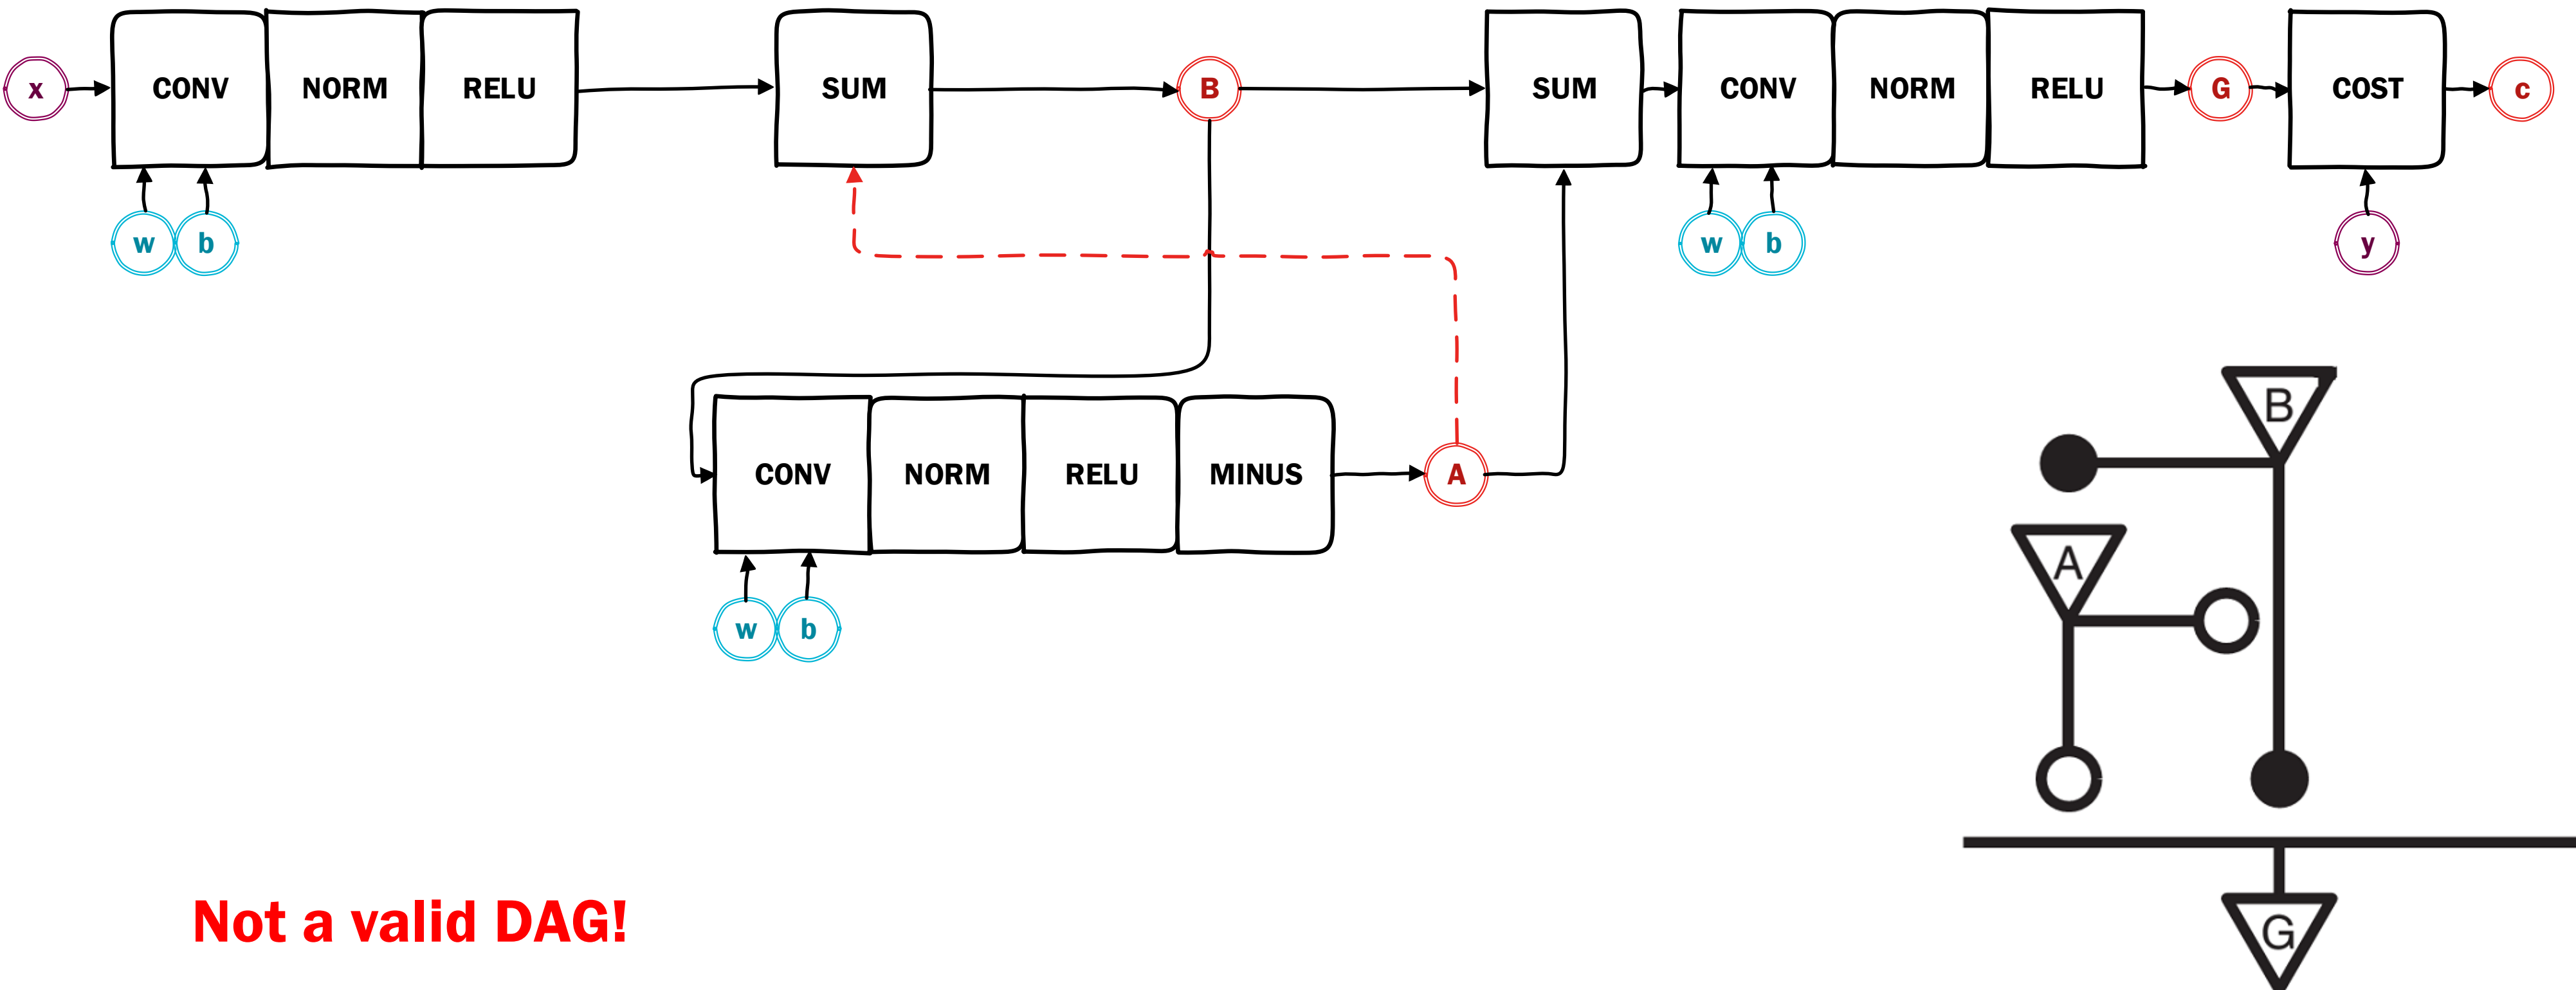 x CONV NORM RELU SUM B SUM CONV NORM RELU G COST c
w b w b y
B
CONV NORM RELU MINUS A
A
w b
Not a valid DAG!
G